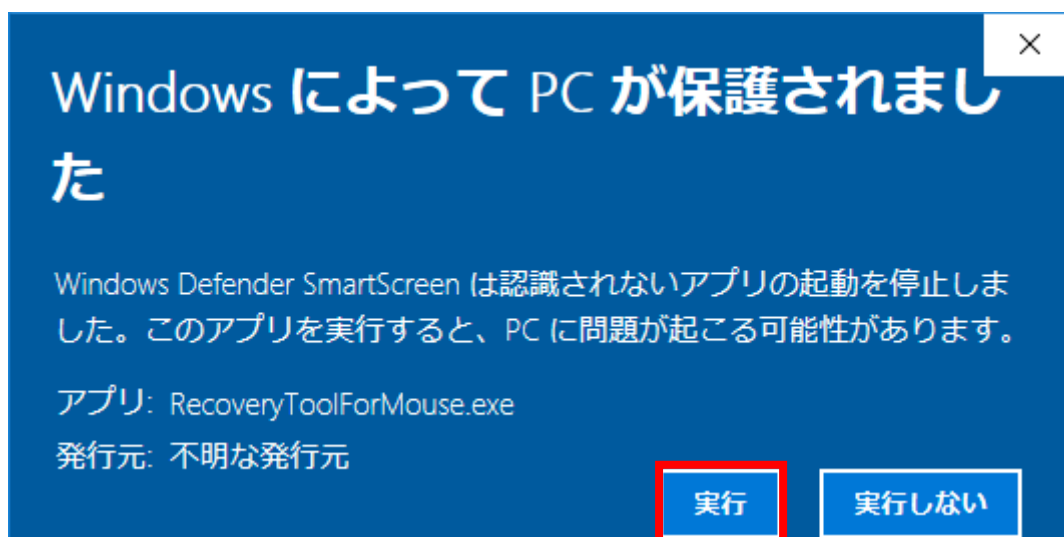 Windows によって PC が保護されまし
た
Windows Defender SmartScreen は認識されないアプリの起動を停止しま
した。このアプリを実行すると、PC に問題が起こる可能性があります。
アプリ: RecoveryToolForMouse.exe
発行元: 不明な発行元
実行 実行しない